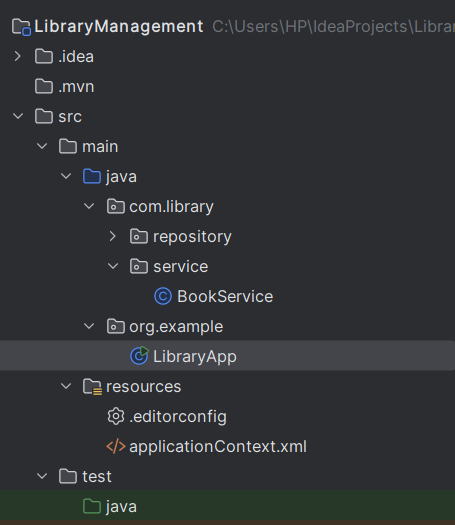 LibraryManagement C:\Users\HP\IdeaProjects\Librar
.idea
.mvn
src
main
java
com.library
repository
service
BookService
org.example
LibraryApp
resources
.editorconfig
applicationContext.xml
test
java